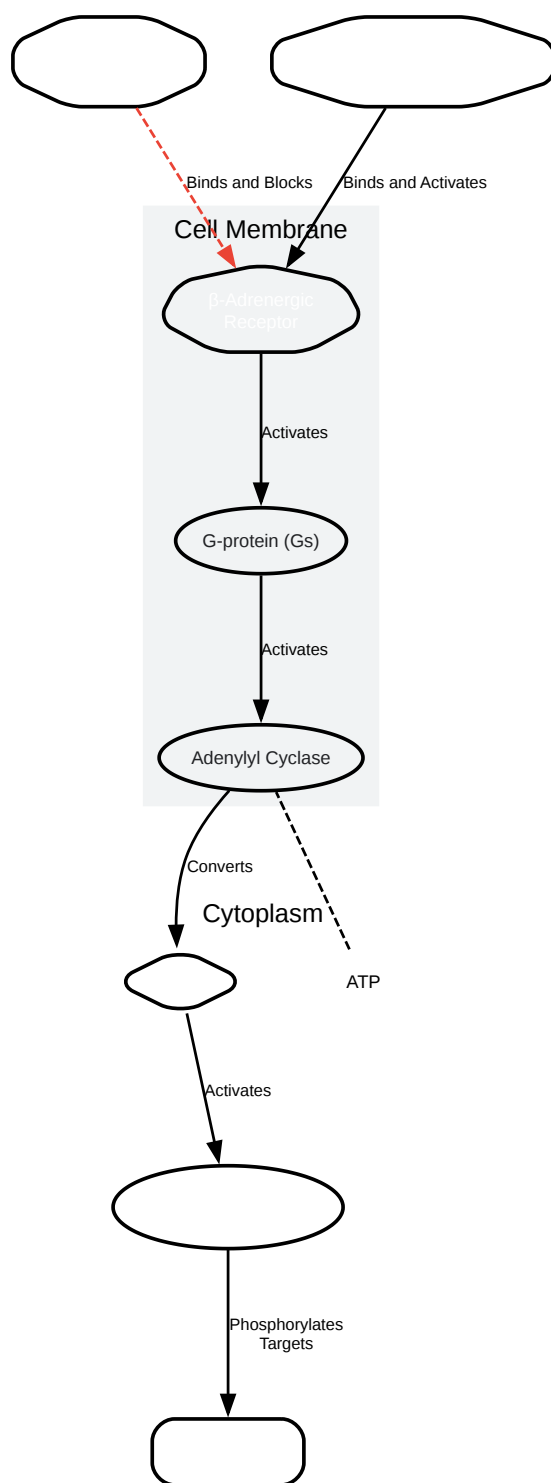 Binds and Blocks
Binds and Activates
Cell Membrane
β-Adrenergic
Receptor
Activates
G-protein (Gs)
Activates
Adenylyl Cyclase
Converts
Cytoplasm
ATP
Activates
Phosphorylates
Targets